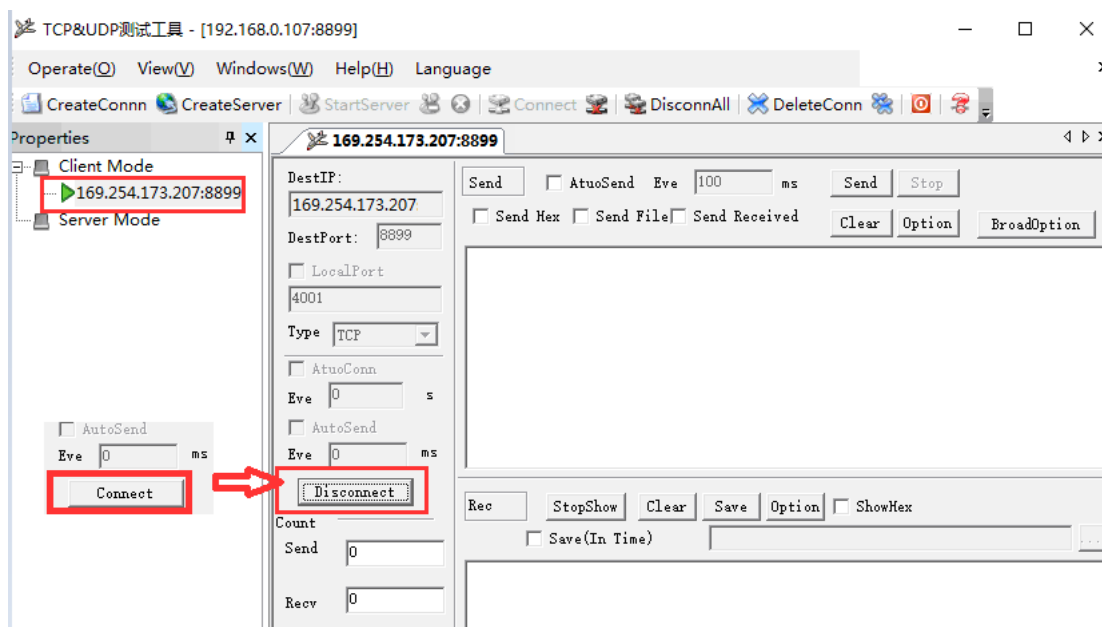 TCP&UDP测试工具 - [192.168.0.107:8899]
Operate(O) View(V) Windows(W) Help(H) Language
CreateConnn CreateServer StartServer Connect DisconnAll DeleteConn
Properties
169.254.173.207:8899
Client Mode
169.254.173.207:8899
Server Mode
DestIP:
169.254.173.207
DestPort: 8899
LocalPort
4001
Type TCP
AtuoConn
Eve 0 s
AutoSend
Eve 0 ms
Disconnect
Count
Send 0
Recv 0
AutoSend
Eve 0 ms
Connect
Send AtuoSend Eve 100 ms Send Stop
Send Hex Send File Send Received Clear Option BroadOption
Rec StopShow Clear Save Option ShowHex
Save(In Time) ...